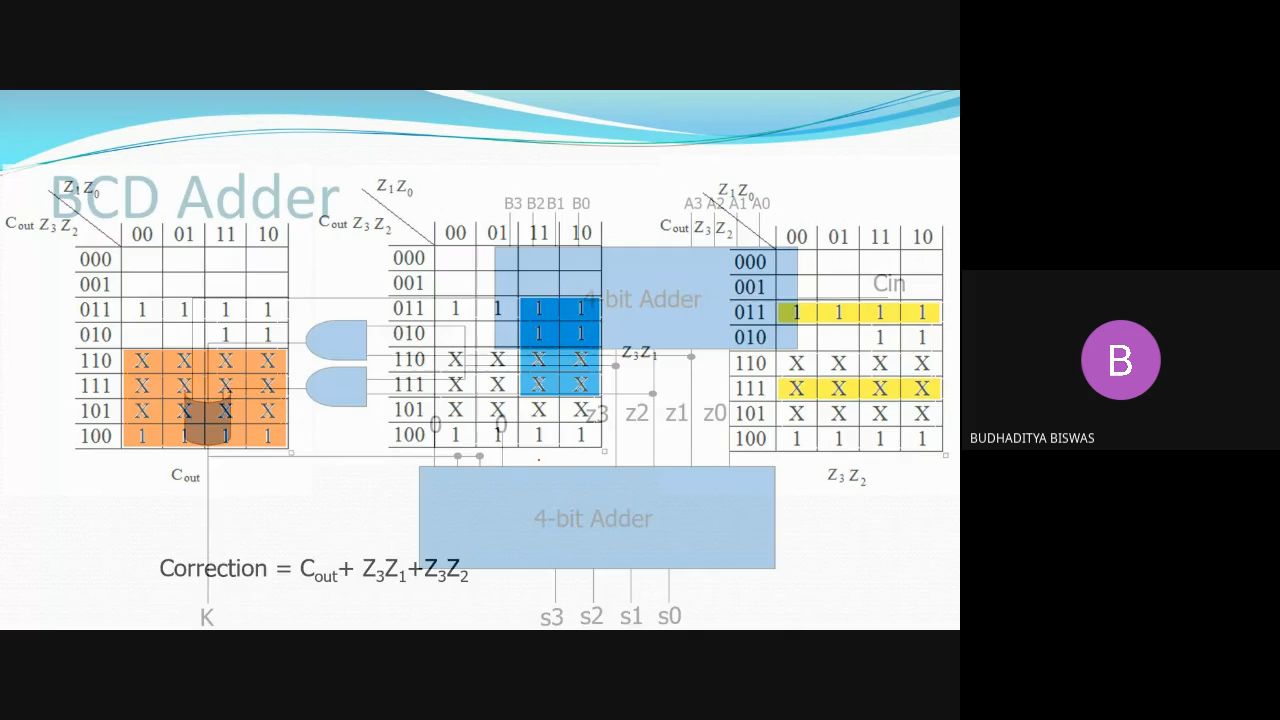 BCD Adder
Z1Z0
Cout Z3 Z2
00 01 11 10
000
001
011 1 1 1 1
010 1 1
110 X X X X
111 X X X X
101 X X X X
100 1 1 1 1
Cout
Z1Z0
Cout Z3 Z2
00 01 11 10
000
001
011 1 1 1 1
010 1 1
110 X X X X
111 X X X X
101 X X X X
100 1 1 1 1
Z3Z1
Z1Z0
Cout Z3 Z2
00 01 11 10
000
001
011 1 1 1 1
010 1 1
110 X X X X
111 X X X X
101 X X X X
100 1 1 1 1
Z3 Z2
B3 B2 B1 B0
A3 A2 A1 A0
4-bit Adder
Cin
z3 z2 z1 z0
0 0
4-bit Adder
Correction = Cout+ Z3Z1+Z3Z2
K
s3 s2 s1 s0
B
BUDHADITYA BISWAS